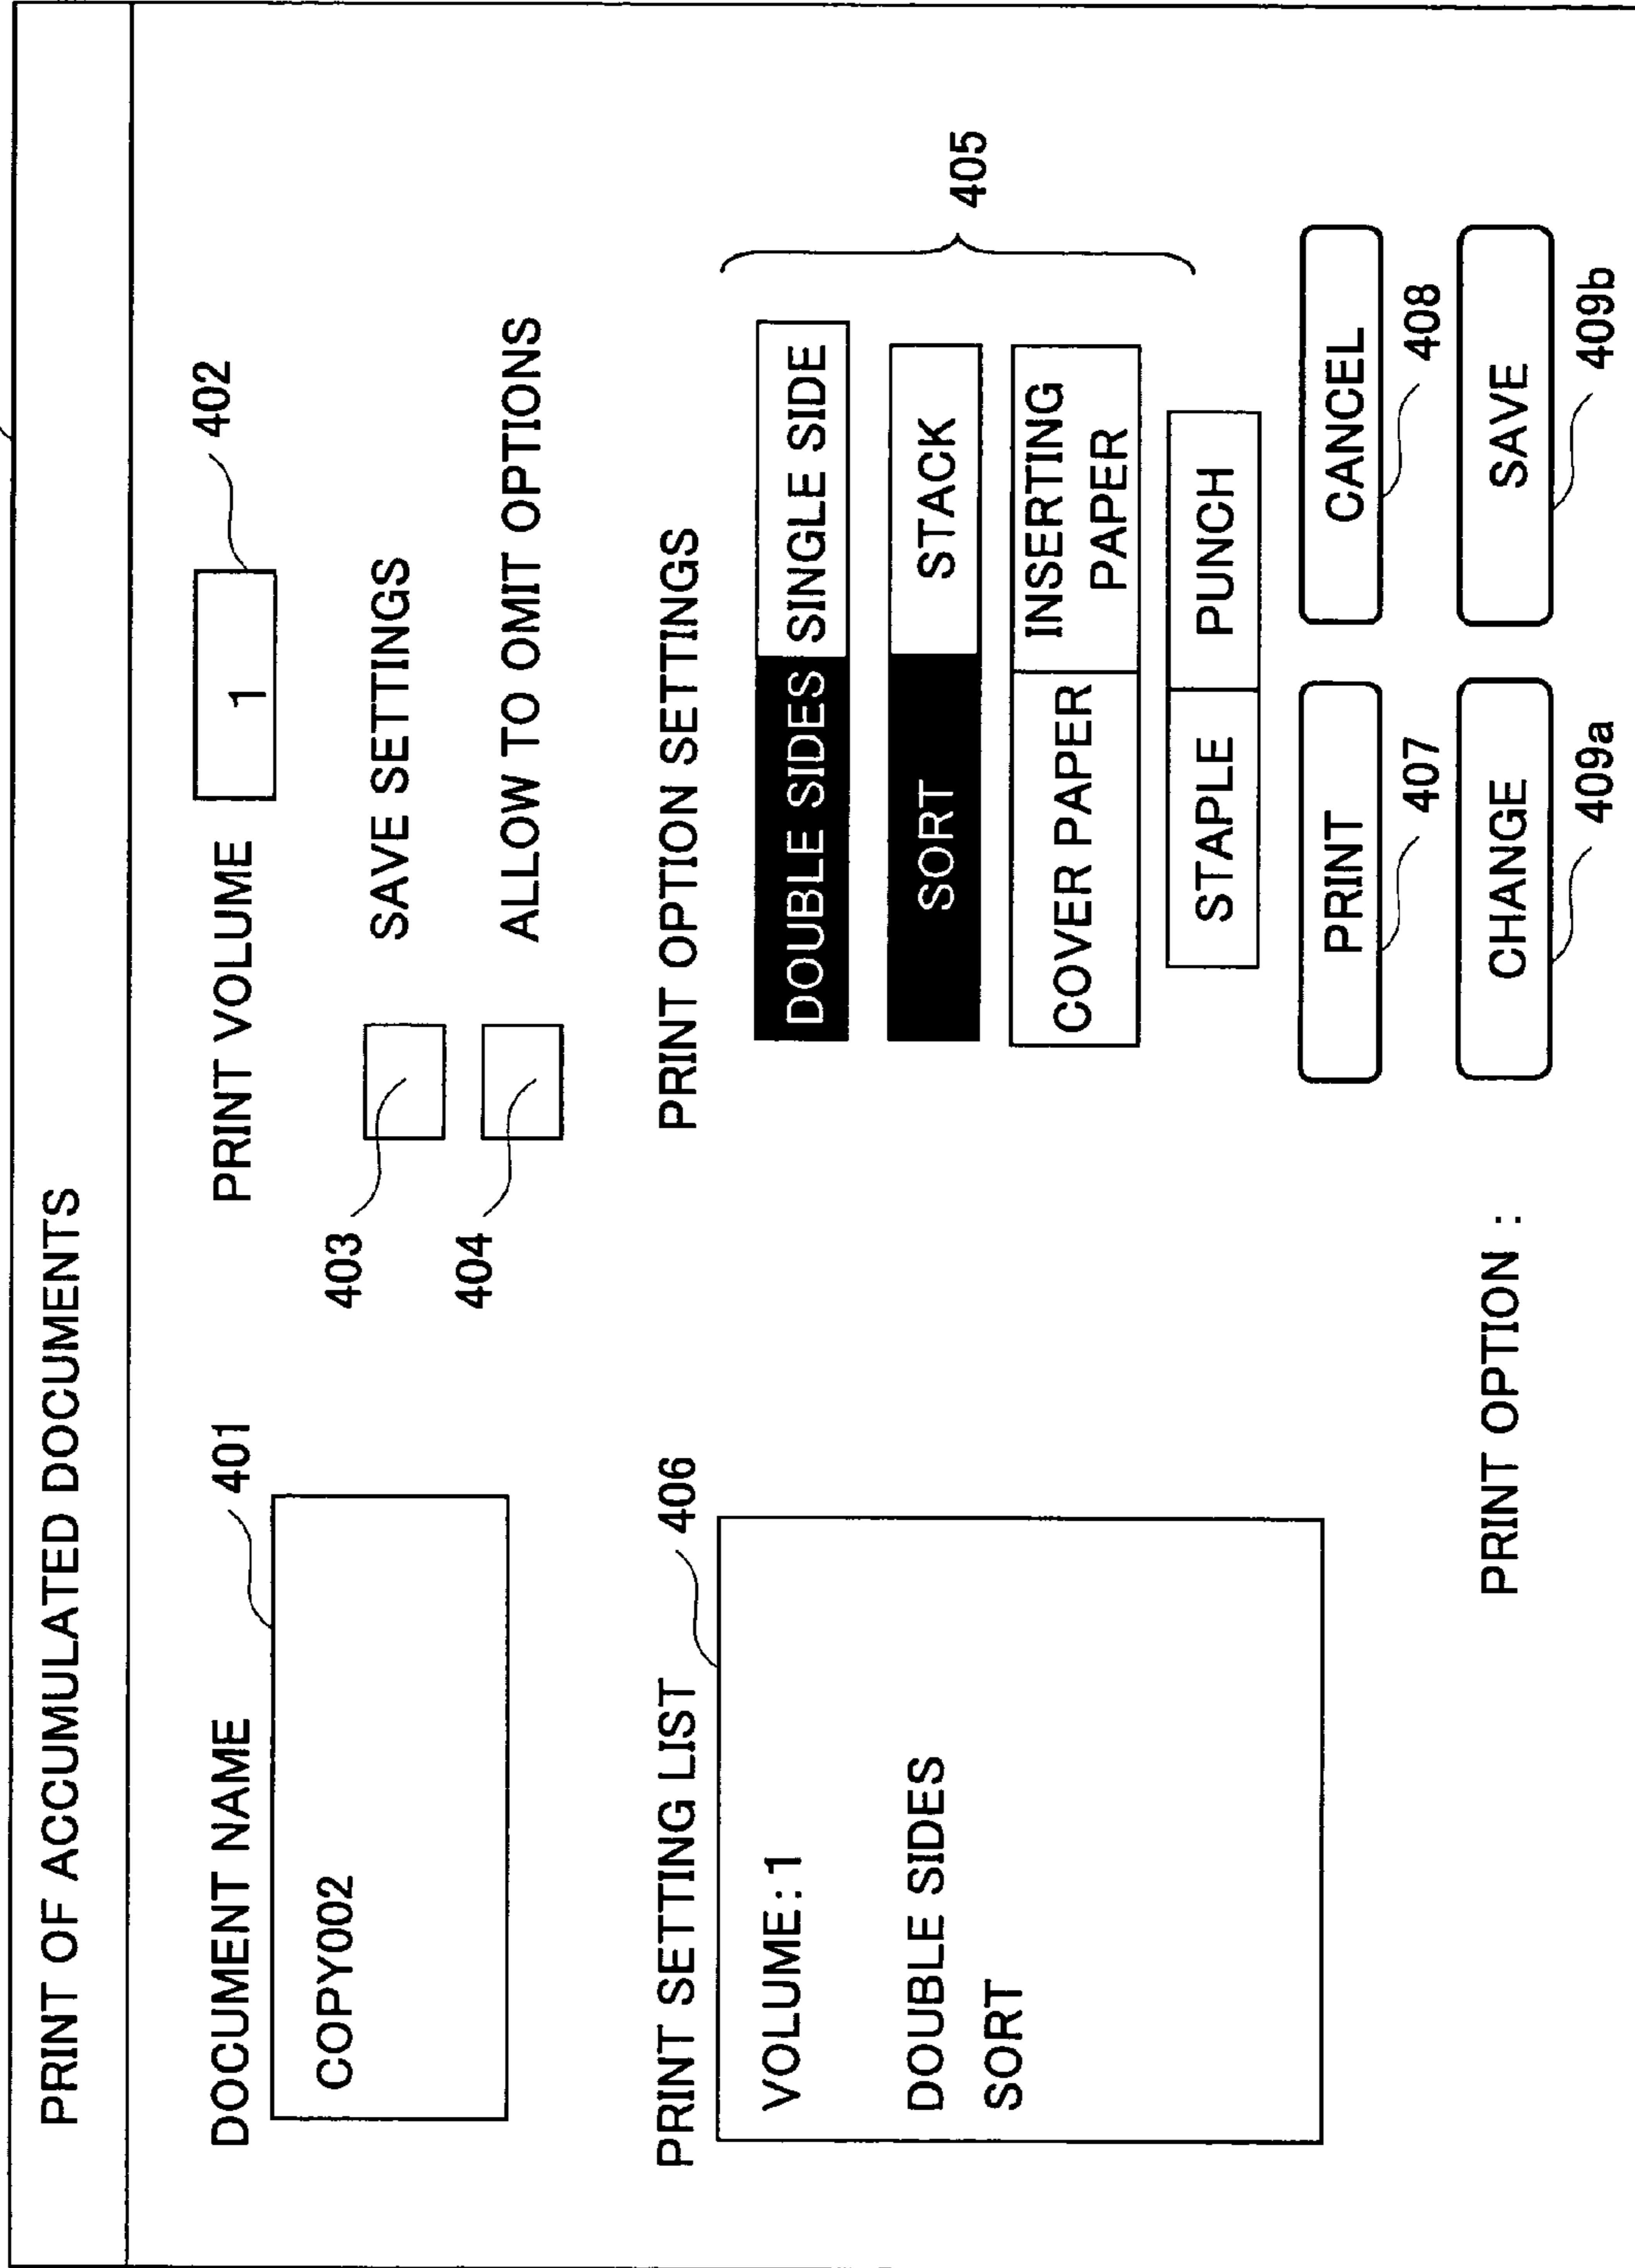 PRINT OF ACCUMULATED DOCUMENTS
DOCUMENT NAME
401
COPY002
PRINT VOLUME
1
402
403
SAVE SETTINGS
404
ALLOW TO OMIT OPTIONS
PRINT SETTING LIST
406
VOLUME:1
DOUBLE SIDES
SORT
PRINT OPTION SETTINGS
DOUBLE SIDES SINGLE SIDE
SORT STACK
COVER PAPER INSERTING PAPER
STAPLE PUNCH
405
PRINT CANCEL
407 408
PRINT OPTION :
CHANGE SAVE
409a 409b